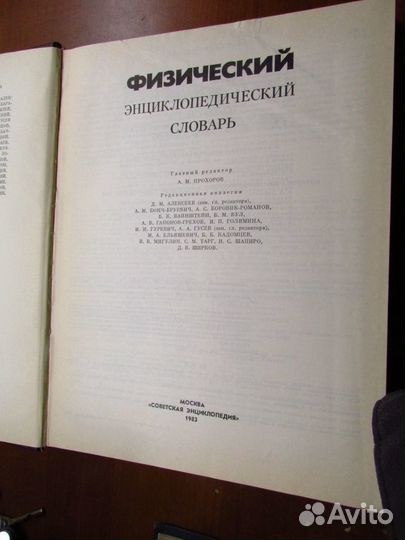 ФИЗИЧЕСКИЙ
ЭНЦИКЛОПЕДИЧЕСКИЙ
СЛОВАРЬ
Главный редактор
А. М. ПРОХОРОВ
Редакционная коллегия
Д. М. АЛЕКСЕЕВ (зам. гл. редактора),
А. М. БОНЧ-БРУЕВИЧ, А. С. БОРОВИК-РОМАНОВ,
Б. К. ВАЙНШТЕЙН, Б. М. ВУЛ,
А. В. ГАПОНОВ-ГРЕХОВ, И. П. ГОЛЯМИНА,
И. И. ГУРЕВИЧ, А. А. ГУСЕВ (зам. гл. редактора),
М. А. ЕЛЬЯШЕВИЧ, Б. Б. КАДОМЦЕВ,
В. В. МИГУЛИН, С. М. ТАРГ, И. С. ШАПИРО,
Д. В. ШИРКОВ.
МОСКВА
«СОВЕТСКАЯ ЭНЦИКЛОПЕДИЯ»
1983
Avito